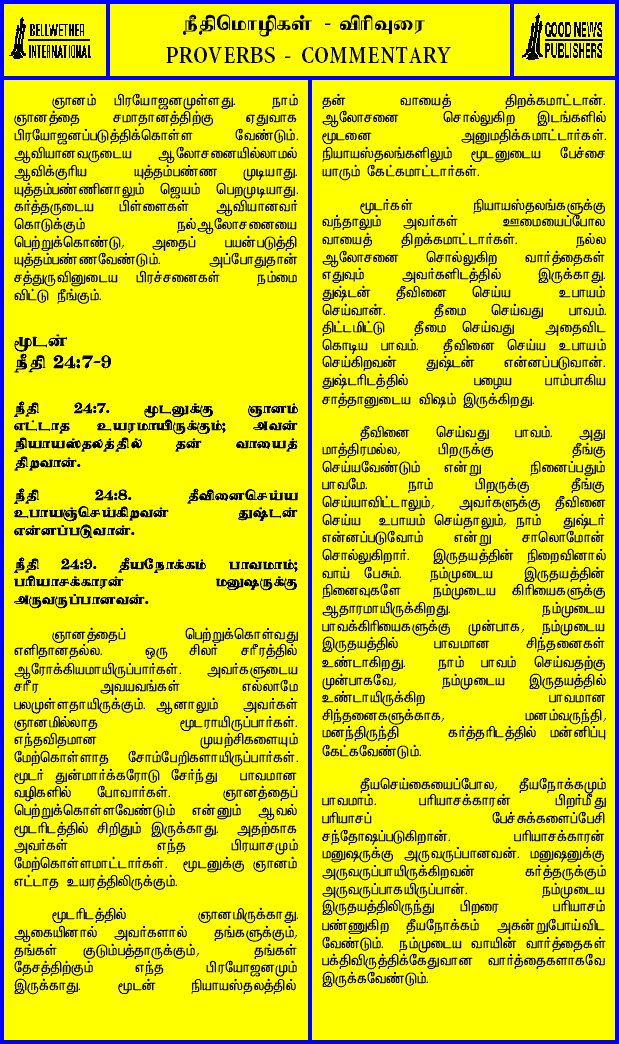 BELLWETHER
INTERNATIONAL
நீதிமொழிகள் - விரிவுரை
PROVERBS - COMMENTARY
GOOD NEWS
PUBLISHERS
ஞானம் பிரயோஜனமுள்ளது. நாம்
ஞானத்தை சமாதானத்திற்கு ஏதுவாக
பிரயோஜனப்படுத்திக்கொள்ள வேண்டும்.
ஆவியானவருடைய ஆலோசனையில்லாமல்
ஆவிக்குரிய யுத்தம்பண்ண முடியாது.
யுத்தம்பண்ணினாலும் ஜெயம் பெறமுடியாது.
கர்த்தருடைய பிள்ளைகள் ஆவியானவர்
கொடுக்கும் நல்ஆலோசனையை
பெற்றுக்கொண்டு, அதைப் பயன்படுத்தி
யுத்தம்பண்ணவேண்டும். அப்போதுதான்
சத்துருவினுடைய பிரச்சனைகள் நம்மை
விட்டு நீங்கும்.
மூடன்
நீதி 24:7-9
நீதி 24:7. மூடனுக்கு ஞானம்
எட்டாத உயரமாயிருக்கும்; அவன்
நியாயஸ்தலத்தில் தன் வாயைத்
திறவான்.
நீதி 24:8. தீவினைசெய்ய
உபாயஞ்செய்கிறவன் துஷ்டன்
என்னப்படுவான்.
நீதி 24:9. தீயநோக்கம் பாவமாம்;
பரியாசக்காரன் மனுஷருக்கு
அருவருப்பானவன்.
ஞானத்தைப் பெற்றுக்கொள்வது
எளிதானதல்ல. ஒரு சிலர் சரீரத்தில்
ஆரோக்கியமாயிருப்பார்கள். அவர்களுடைய
சரீர அவயவங்கள் எல்லாமே
பலமுள்ளதாயிருக்கும். ஆனாலும் அவர்கள்
ஞானமில்லாத மூடராயிருப்பார்கள்.
எந்தவிதமான முயற்சிகளையும்
மேற்கொள்ளாத சோம்பேறிகளாயிருப்பார்கள்.
மூடர் துன்மார்க்கரோடு சேர்ந்து பாவமான
வழிகளில் போவார்கள். ஞானத்தைப்
பெற்றுக்கொள்ளவேண்டும் என்னும் ஆவல்
மூடரிடத்தில் சிறிதும் இருக்காது. அதற்காக
அவர்கள் எந்த பிரயாசமும்
மேற்கொள்ளமாட்டார்கள். மூடனுக்கு ஞானம்
எட்டாத உயரத்திலிருக்கும்.
மூடரிடத்தில் ஞானமிருக்காது.
ஆகையினால் அவர்களால் தங்களுக்கும்,
தங்கள் குடும்பத்தாருக்கும், தங்கள்
தேசத்திற்கும் எந்த பிரயோஜனமும்
இருக்காது. மூடன் நியாயஸ்தலத்தில்
தன் வாயைத் திறக்கமாட்டான்.
ஆலோசனை சொல்லுகிற இடங்களில்
மூடனை அனுமதிக்கமாட்டார்கள்.
நியாயஸ்தலங்களிலும் மூடனுடைய பேச்சை
யாரும் கேட்கமாட்டார்கள்.
மூடர்கள் நியாயஸ்தலங்களுக்கு
வந்தாலும் அவர்கள் ஊமையைப்போல
வாயைத் திறக்கமாட்டார்கள். நல்ல
ஆலோசனை சொல்லுகிற வார்த்தைகள்
எதுவும் அவர்களிடத்தில் இருக்காது.
துஷ்டன் தீவினை செய்ய உபாயம்
செய்வான். தீமை செய்வது பாவம்.
திட்டமிட்டு தீமை செய்வது அதைவிட
கொடிய பாவம். தீவினை செய்ய உபாயம்
செய்கிறவன் துஷ்டன் என்னப்படுவான்.
துஷ்டரிடத்தில் பழைய பாம்பாகிய
சாத்தானுடைய விஷம் இருக்கிறது.
தீவினை செய்வது பாவம். அது
மாத்திரமல்ல, பிறருக்கு தீங்கு
செய்யவேண்டும் என்று நினைப்பதும்
பாவமே. நாம் பிறருக்கு தீங்கு
செய்யாவிட்டாலும், அவர்களுக்கு தீவினை
செய்ய உபாயம் செய்தாலும், நாம் துஷ்டர்
என்னப்படுவோம் என்று சாலொமோன்
சொல்லுகிறார். இருதயத்தின் நிறைவினால்
வாய் பேசும். நம்முடைய இருதயத்தின்
நினைவுகளே நம்முடைய கிரியைகளுக்கு
ஆதாரமாயிருக்கிறது. நம்முடைய
பாவக்கிரியைகளுக்கு முன்பாக, நம்முடைய
இருதயத்தில் பாவமான சிந்தனைகள்
உண்டாகிறது. நாம் பாவம் செய்வதற்கு
முன்பாகவே, நம்முடைய இருதயத்தில்
உண்டாயிருக்கிற பாவமான
சிந்தனைகளுக்காக, மனம்வருந்தி,
மனந்திருந்தி கர்த்தரிடத்தில் மன்னிப்பு
கேட்கவேண்டும்.
தீயசெய்கையைப்போல, தீயநோக்கமும்
பாவமாம். பரியாசக்காரன் பிறர்மீது
பரியாசப் பேச்சுக்களைப்பேசி
சந்தோஷப்படுகிறான். பரியாசக்காரன்
மனுஷருக்கு அருவருப்பானவன். மனுஷனுக்கு
அருவருப்பாயிருக்கிறவன் கர்த்தருக்கும்
அருவருப்பாகயிருப்பான். நம்முடைய
இருதயத்திலிருந்து பிறரை பரியாசம்
பண்ணுகிற தீயநோக்கம் அகன்றுபோய்விட
வேண்டும். நம்முடைய வாயின் வார்த்தைகள்
பக்திவிருத்திக்கேதுவான வார்த்தைகளாகவே
இருக்கவேண்டும்.